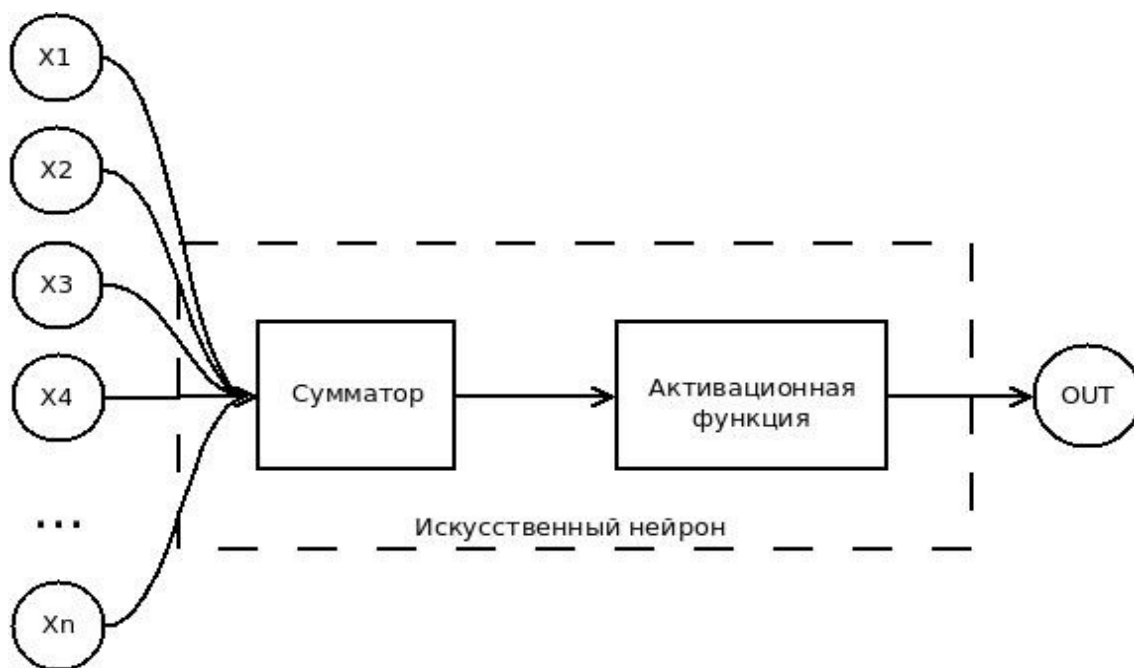 X1
X2
X3
X4
...
Xn
Сумматор
Активационная
функция
OUT
Искусственный нейрон